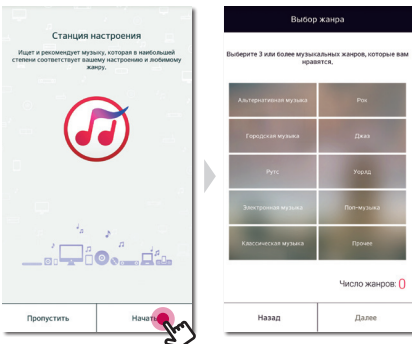 Станция настроения
Ищет и рекомендует музыку, которая в наибольшей
степени соответствует вашему настроению и любимому
жанру.
Пропустить
Начать
Выбор жанра
Выберите 3 или более музыкальных жанров, которые вам
нравятся.
Альтернативная музыка
Рок
Городская музыка
Джаз
Рутс
Уорлд
Электронная музыка
Поп-музыка
Классическая музыка
Прочее
Число жанров: 0
Назад
Далее